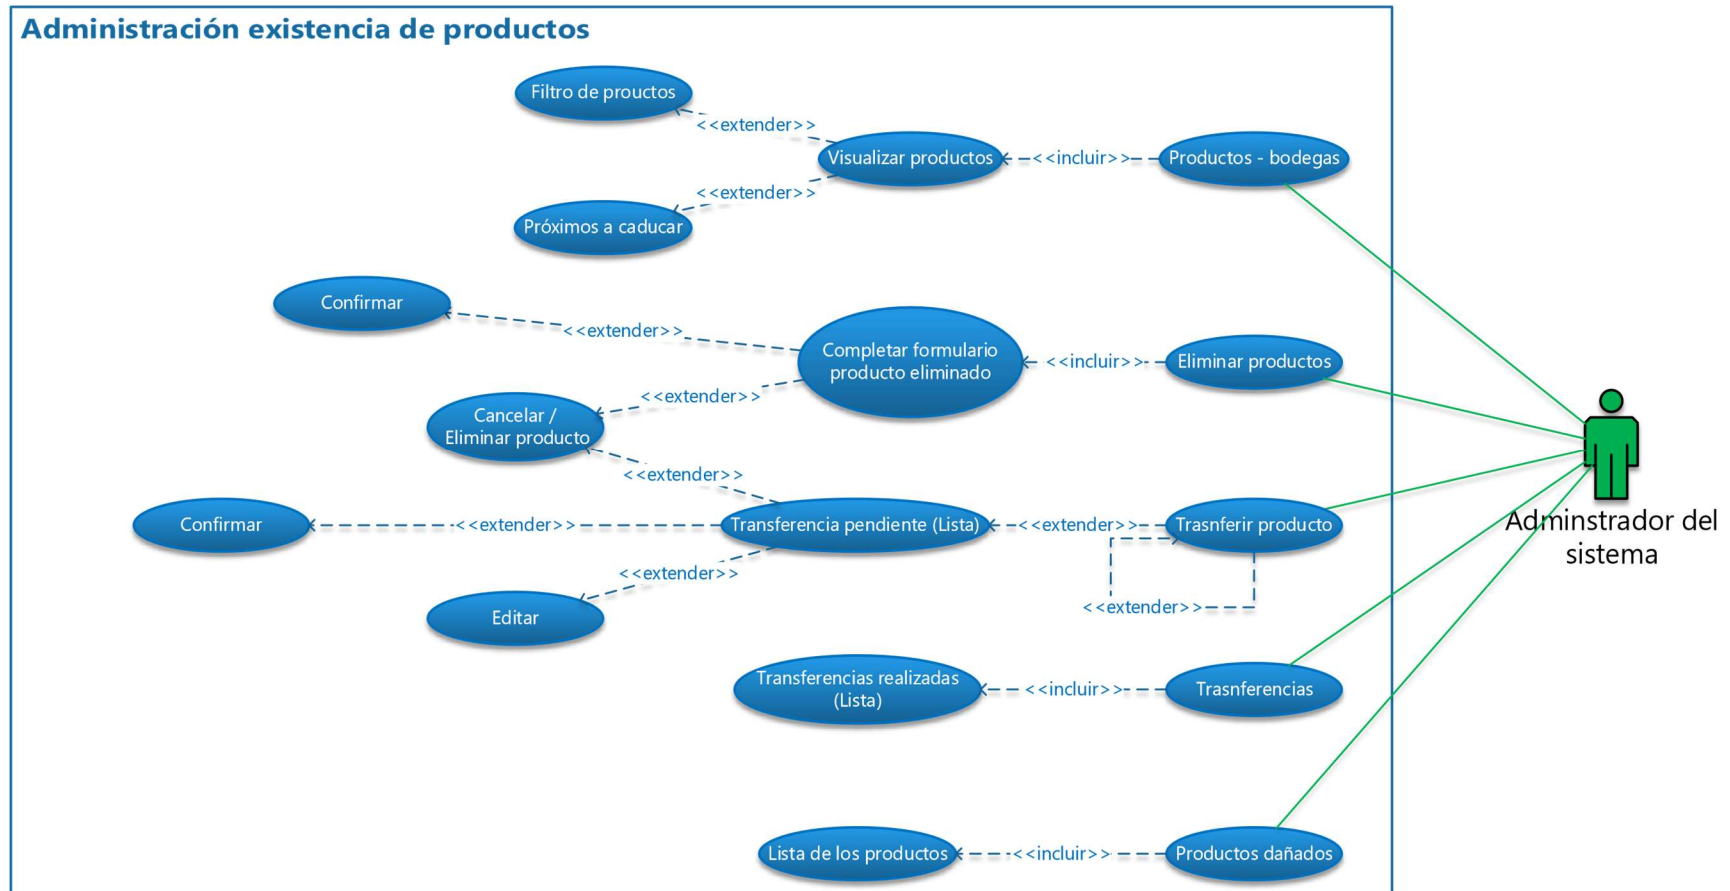 Administración existencia de productos
Filtro de prouctos
<<extender>>
Visualizar productos
<<incluir>>
Productos - bodegas
<<extender>>
Próximos a caducar
Confirmar
<<extender>>
Completar formulario
producto eliminado
<<incluir>>
Eliminar productos
<<extender>>
Cancelar /
Eliminar producto
<<extender>>
Confirmar
<<extender>>
Transferencia pendiente (Lista)
<<extender>>
Trasnferir producto
Adminstrador del
sistema
<<extender>>
<<extender>>
Editar
Transferencias realizadas
(Lista)
<<incluir>>
Trasnferencias
Lista de los productos
<<incluir>>
Productos dañados